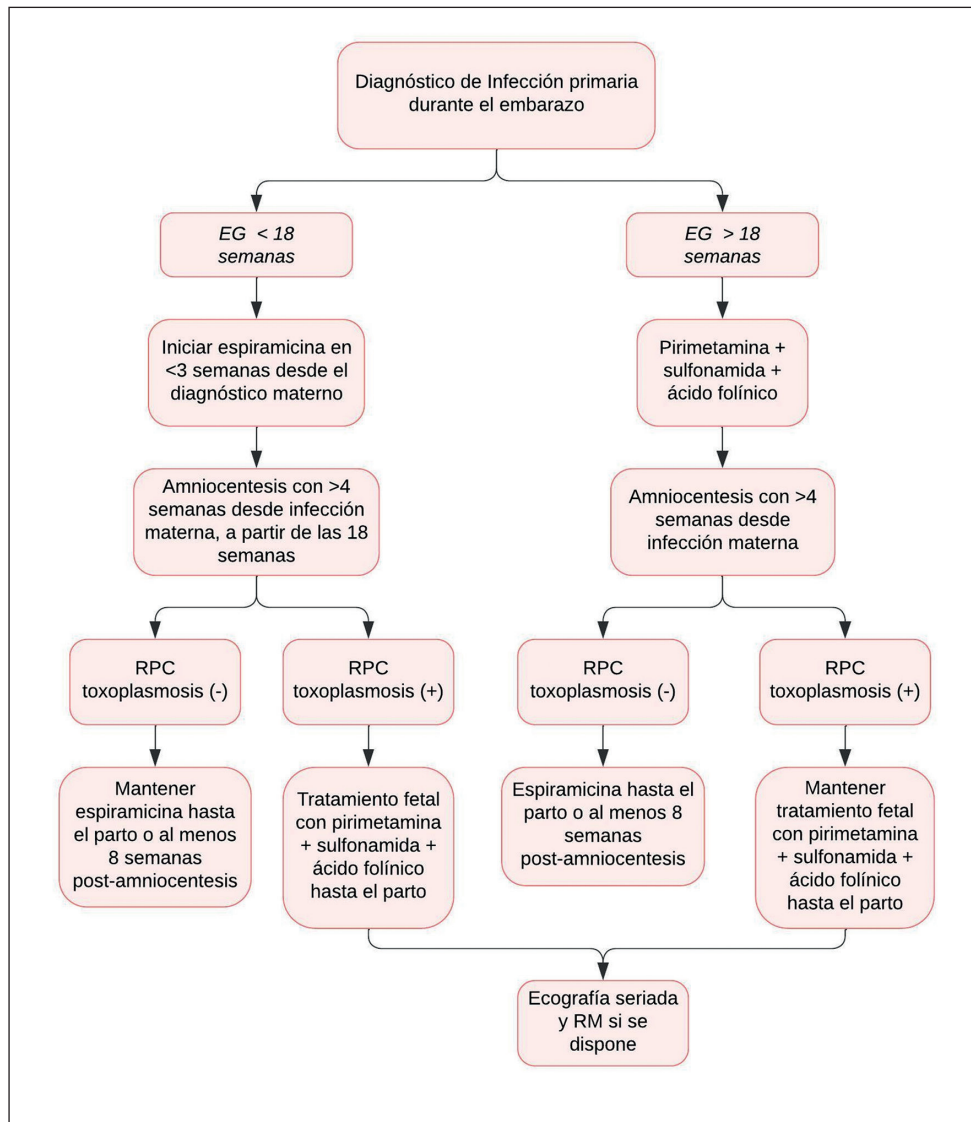 Diagnóstico de Infección primaria
durante el embarazo
EG < 18
semanas
EG > 18
semanas
Iniciar espiramicina en
<3 semanas desde el
diagnóstico materno
Pirimetamina +
sulfonamida +
ácido folínico
Amniocentesis con >4
semanas desde infección
materna, a partir de las 18
semanas
Amniocentesis con >4
semanas desde
infección materna
RPC
toxoplasmosis (-)
RPC
toxoplasmosis (+)
RPC
toxoplasmosis (-)
RPC
toxoplasmosis (+)
Mantener
espiramicina hasta
el parto o al menos
8 semanas
post-amniocentesis
Tratamiento fetal
con pirimetamina
+ sulfonamida +
ácido folínico
hasta el parto
Espiramicina hasta el
parto o al menos 8
semanas
post-amniocentesis
Mantener
tratamiento fetal
con pirimetamina
+ sulfonamida +
ácido folínico
hasta el parto
Ecografía seriada
y RM si se
dispone